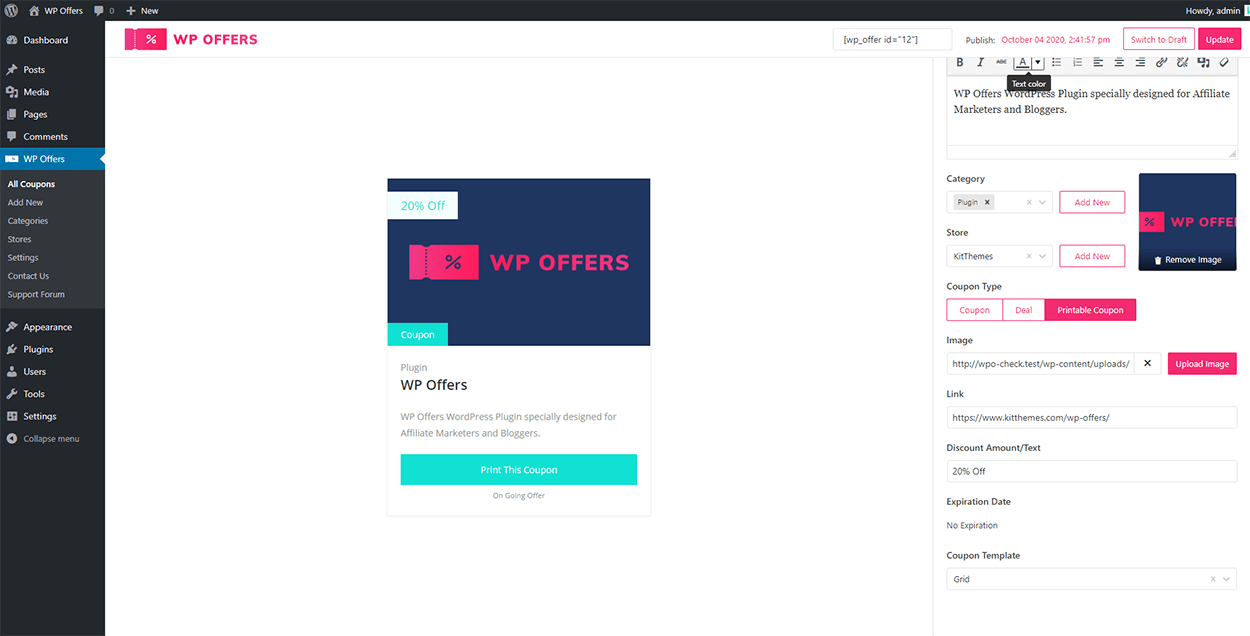 WP Offers
0
New
Howdy, admin
Dashboard
Posts
Media
Pages
Comments
WP Offers
All Coupons
Add New
Categories
Stores
Settings
Contact Us
Support Forum
Appearance
Plugins
Users
Tools
Settings
Collapse menu
% WP OFFERS
[wp_offer id="12"]
Publish: October 04 2020, 2:41:57 pm
Switch to Draft
Update
20% Off
% WP OFFERS
Coupon
Plugin
WP Offers
WP Offers WordPress Plugin specially designed for
Affiliate Marketers and Bloggers.
Print This Coupon
On Going Offer
B I ABC A
Text color
WP Offers WordPress Plugin specially designed for Affiliate
Marketers and Bloggers.
Category
Plugin
Add New
Store
KitThemes
Add New
% WP OFFE
Remove Image
Coupon Type
Coupon
Deal
Printable Coupon
Image
http://wpo-check.test/wp-content/uploads/
Upload Image
Link
https://www.kitthemes.com/wp-offers/
Discount Amount/Text
20% Off
Expiration Date
No Expiration
Coupon Template
Grid